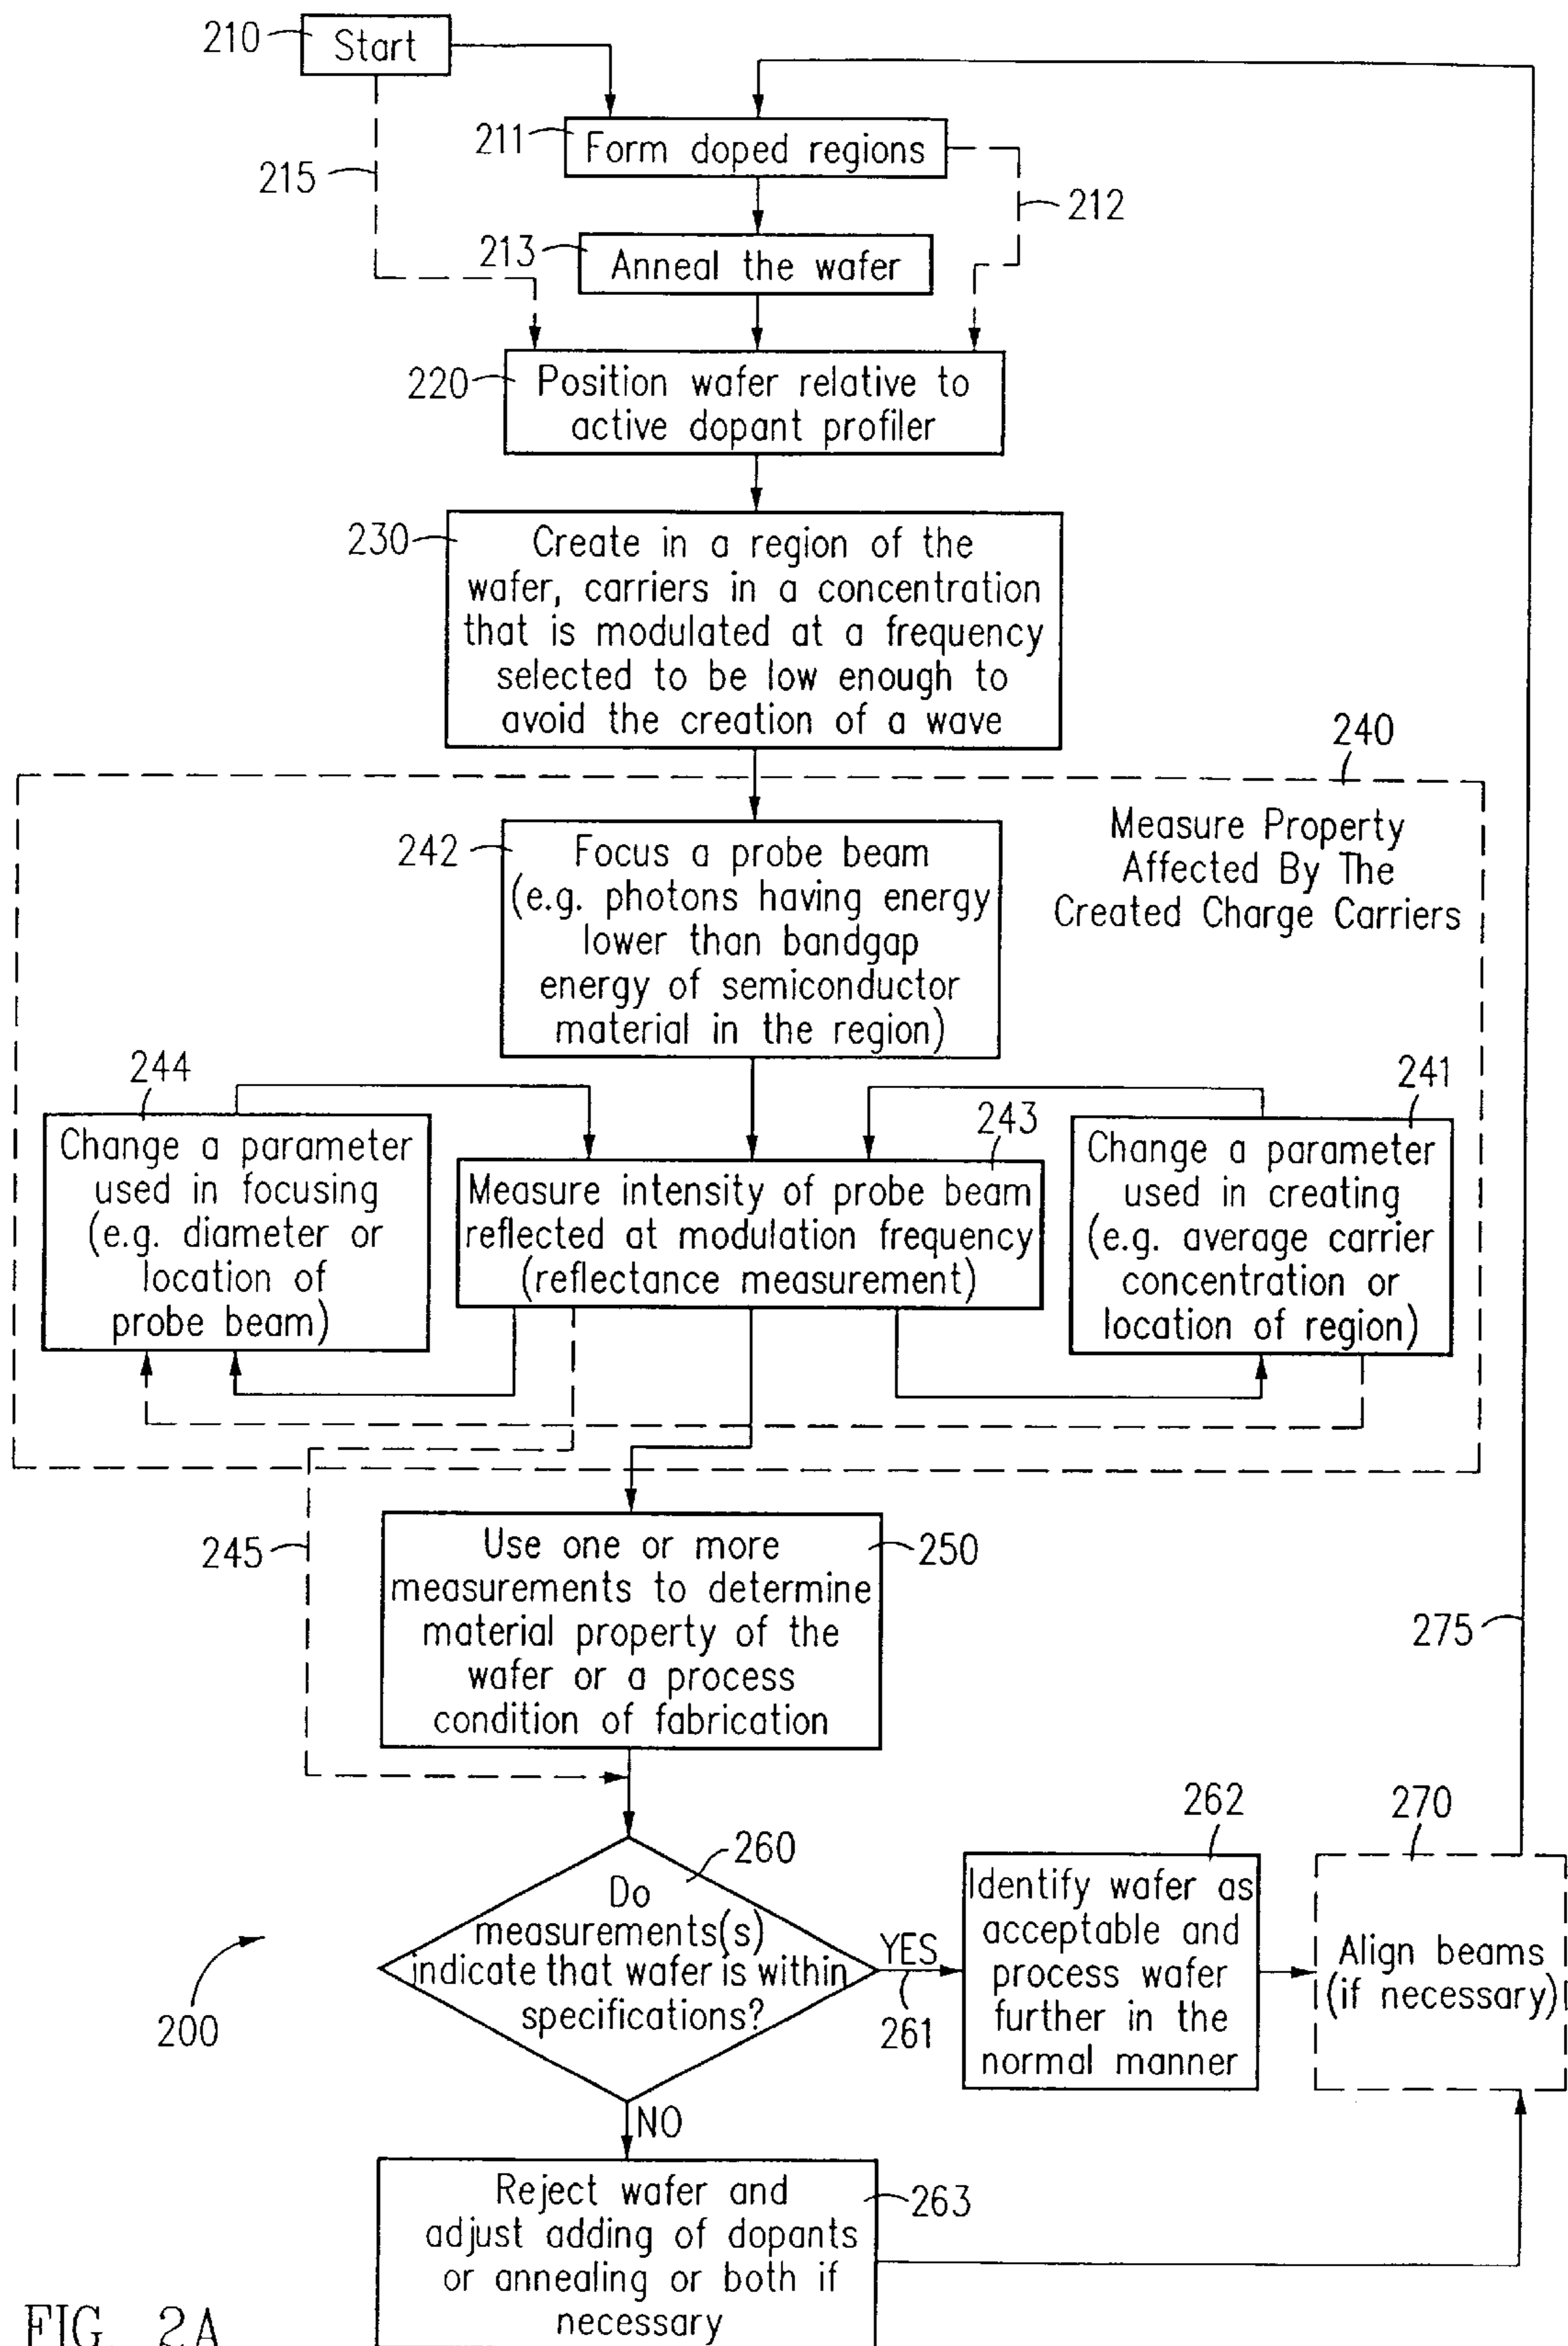 210
Start
211
Form doped regions
215
212
213
Anneal the wafer
220
Position wafer relative to
active dopant profiler
230
Create in a region of the
wafer, carriers in a concentration
that is modulated at a frequency
selected to be low enough to
avoid the creation of a wave
240
Measure Property
Affected By The
Created Charge Carriers
242
Focus a probe beam
(e.g. photons having energy
lower than bandgap
energy of semiconductor
material in the region)
244
Change a parameter
used in focusing
(e.g. diameter or
location of
probe beam)
243
Measure intensity of probe beam
reflected at modulation frequency
(reflectance measurement)
241
Change a parameter
used in creating
(e.g. average carrier
concentration or
location of region)
245
250
Use one or more
measurements to determine
material property of the
wafer or a process
condition of fabrication
275
260
Do
measurements(s)
indicate that wafer is within
specifications?
YES
261
262
Identify wafer as
acceptable and
process wafer
further in the
normal manner
270
Align beams
(if necessary)
200
NO
263
Reject wafer and
adjust adding of dopants
or annealing or both if
necessary
FIG. 2A